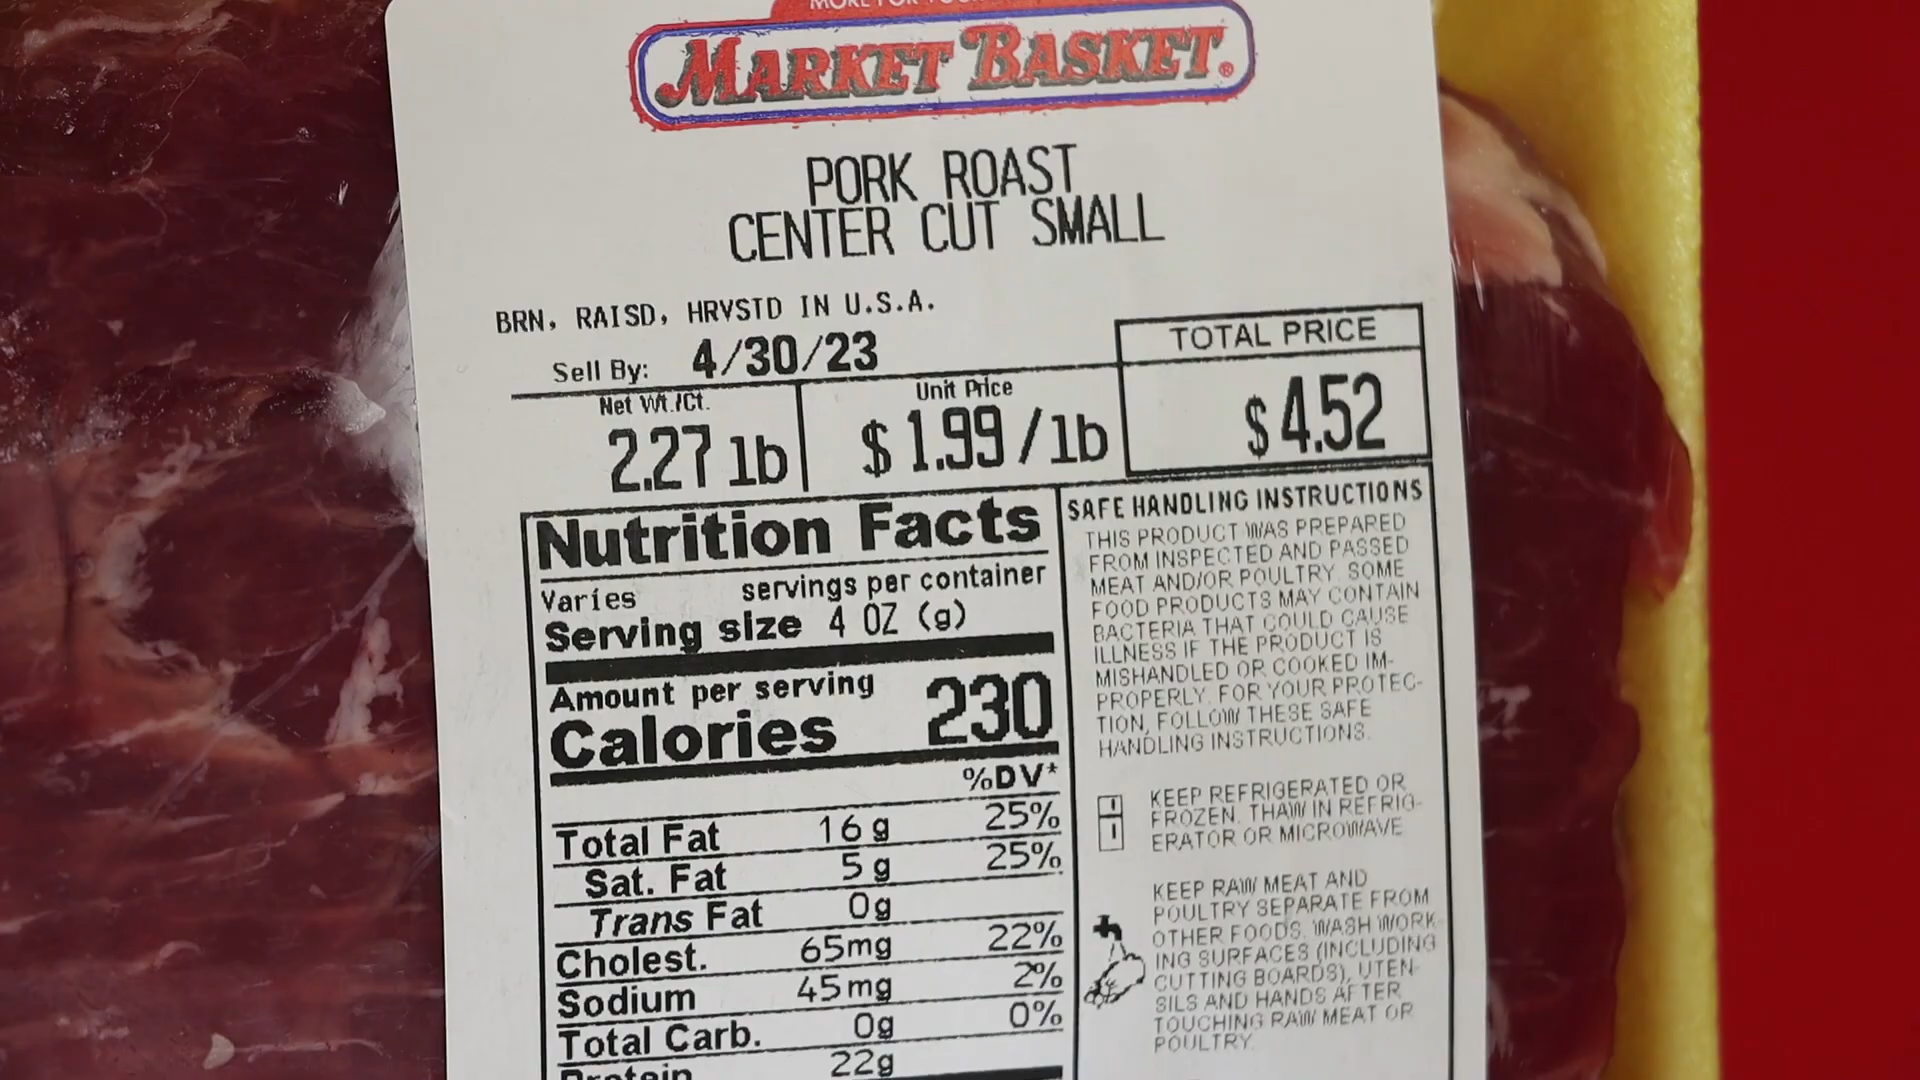 MORE FOR YOUR
MARKET BASKET®
PORK ROAST
CENTER CUT SMALL
BRN, RAISD, HRVSTD IN U.S.A.
Sell By: 4/30/23
TOTAL PRICE
Net Wt./Ct.
Unit Price
2.27 lb
$1.99/lb
$4.52
Nutrition Facts
Varies servings per container
Serving size 4 OZ (g)
Amount per serving
Calories 230
%DV*
Total Fat 16g 25%
Sat. Fat 5g 25%
Trans Fat 0g
Cholest. 65mg 22%
Sodium 45mg 2%
Total Carb. 0g 0%
Protein 22g
SAFE HANDLING INSTRUCTIONS
THIS PRODUCT WAS PREPARED
FROM INSPECTED AND PASSED
MEAT AND/OR POULTRY. SOME
FOOD PRODUCTS MAY CONTAIN
BACTERIA THAT COULD CAUSE
ILLNESS IF THE PRODUCT IS
MISHANDLED OR COOKED IM-
PROPERLY. FOR YOUR PROTEC-
TION, FOLLOW THESE SAFE
HANDLING INSTRUCTIONS.
KEEP REFRIGERATED OR
FROZEN. THAW IN REFRIG-
ERATOR OR MICROWAVE
KEEP RAW MEAT AND
POULTRY SEPARATE FROM
OTHER FOODS. WASH WORK-
ING SURFACES (INCLUDING
CUTTING BOARDS), UTEN-
SILS AND HANDS AFTER
TOUCHING RAW MEAT OR
POULTRY.